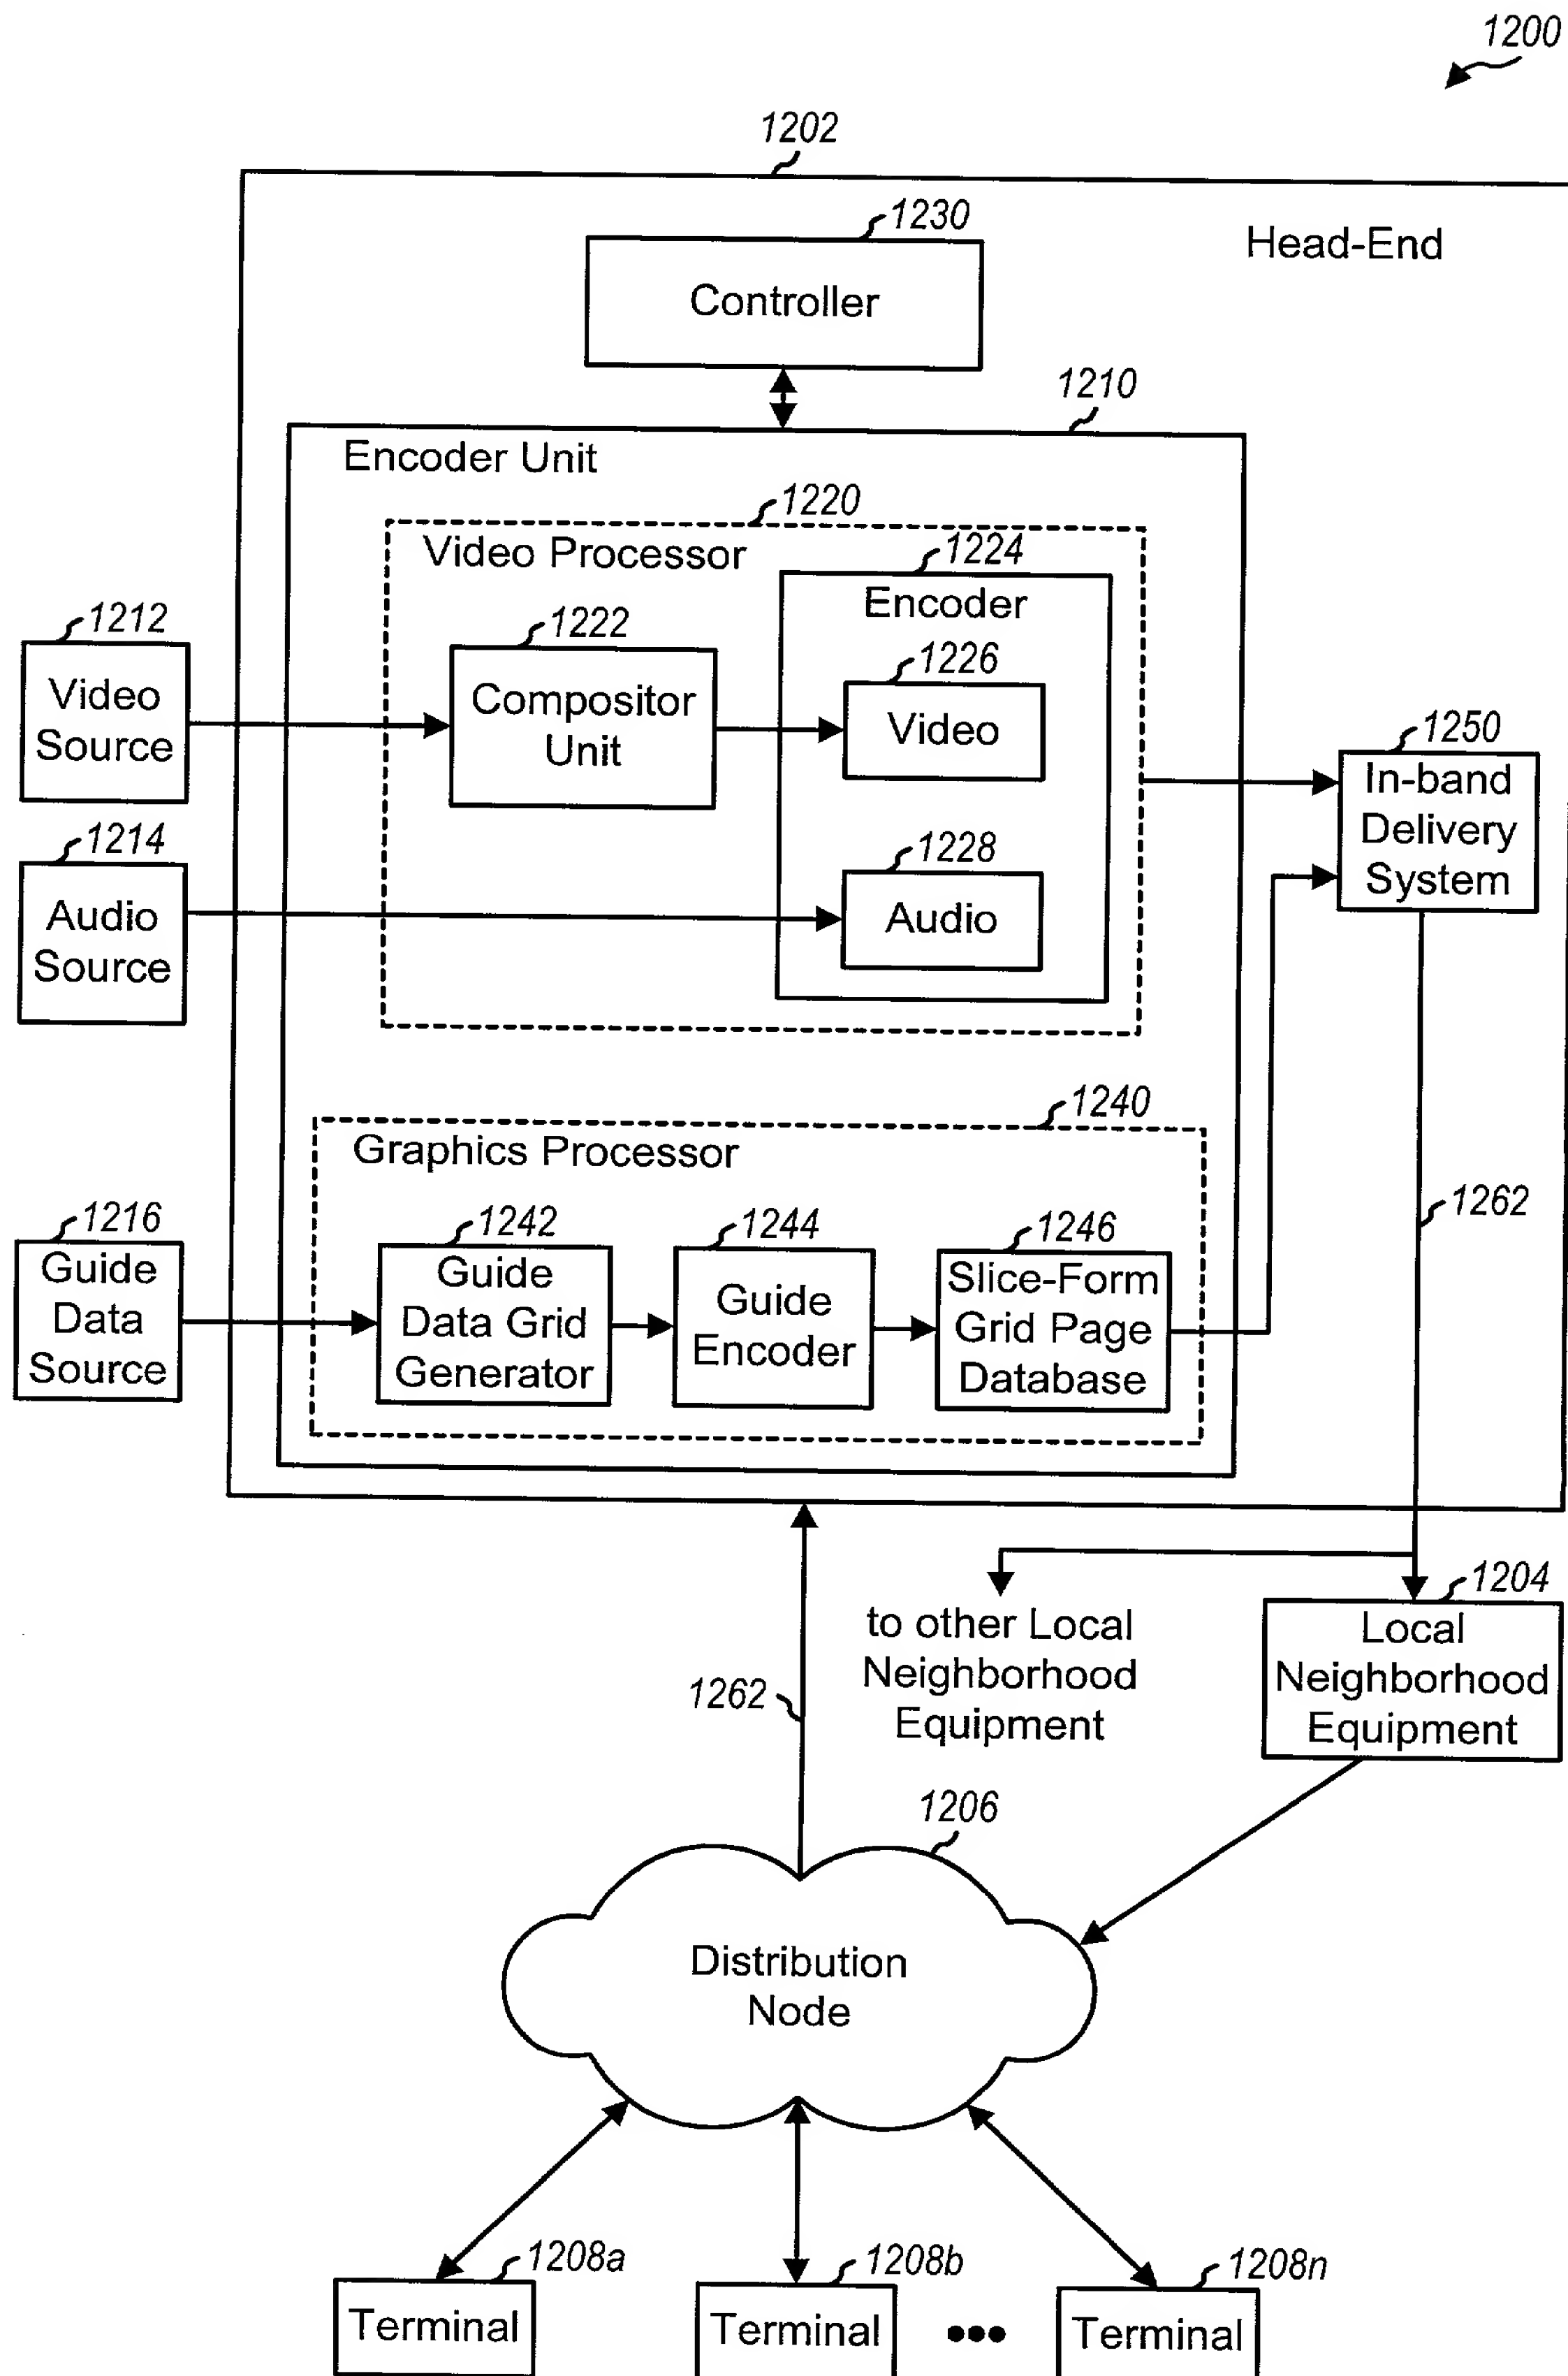 1200
1202
1230
Head-End
Controller
1210
Encoder Unit
1220
Video Processor
1224
Encoder
1212
Video
Source
1222
Compositor
Unit
1226
Video
1250
In-band
Delivery
System
1214
Audio
Source
1228
Audio
1240
Graphics Processor
1216
Guide
Data
Source
1242
Guide
Data Grid
Generator
1244
Guide
Encoder
1246
Slice-Form
Grid Page
Database
1262
to other Local
Neighborhood
Equipment
1204
Local
Neighborhood
Equipment
1262
1206
Distribution
Node
1208a
Terminal
1208b
Terminal
•••
1208n
Terminal